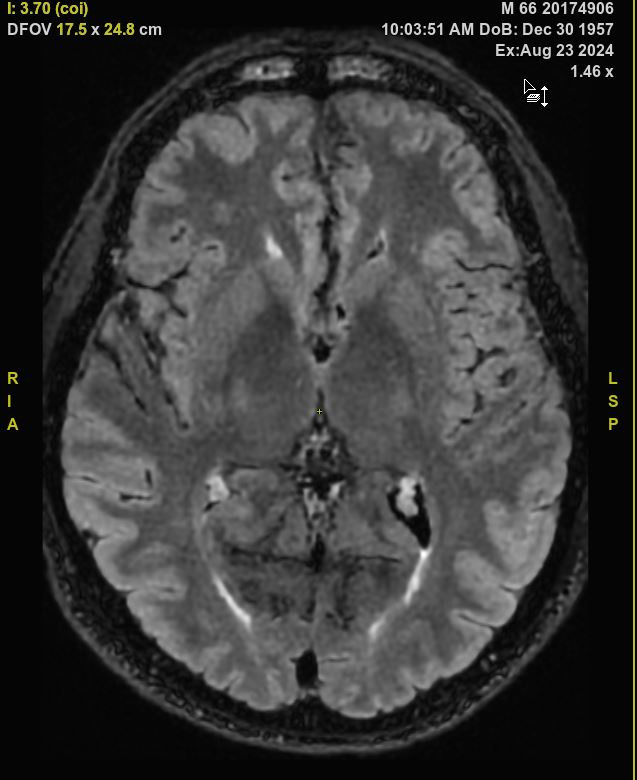 I: 3.70 (coi)
M 66 20174906
DFOV 17.5 x 24.8 cm
10:03:51 AM DoB: Dec 30 1957
Ex:Aug 23 2024
1.46 x
R
I
A
L
S
P